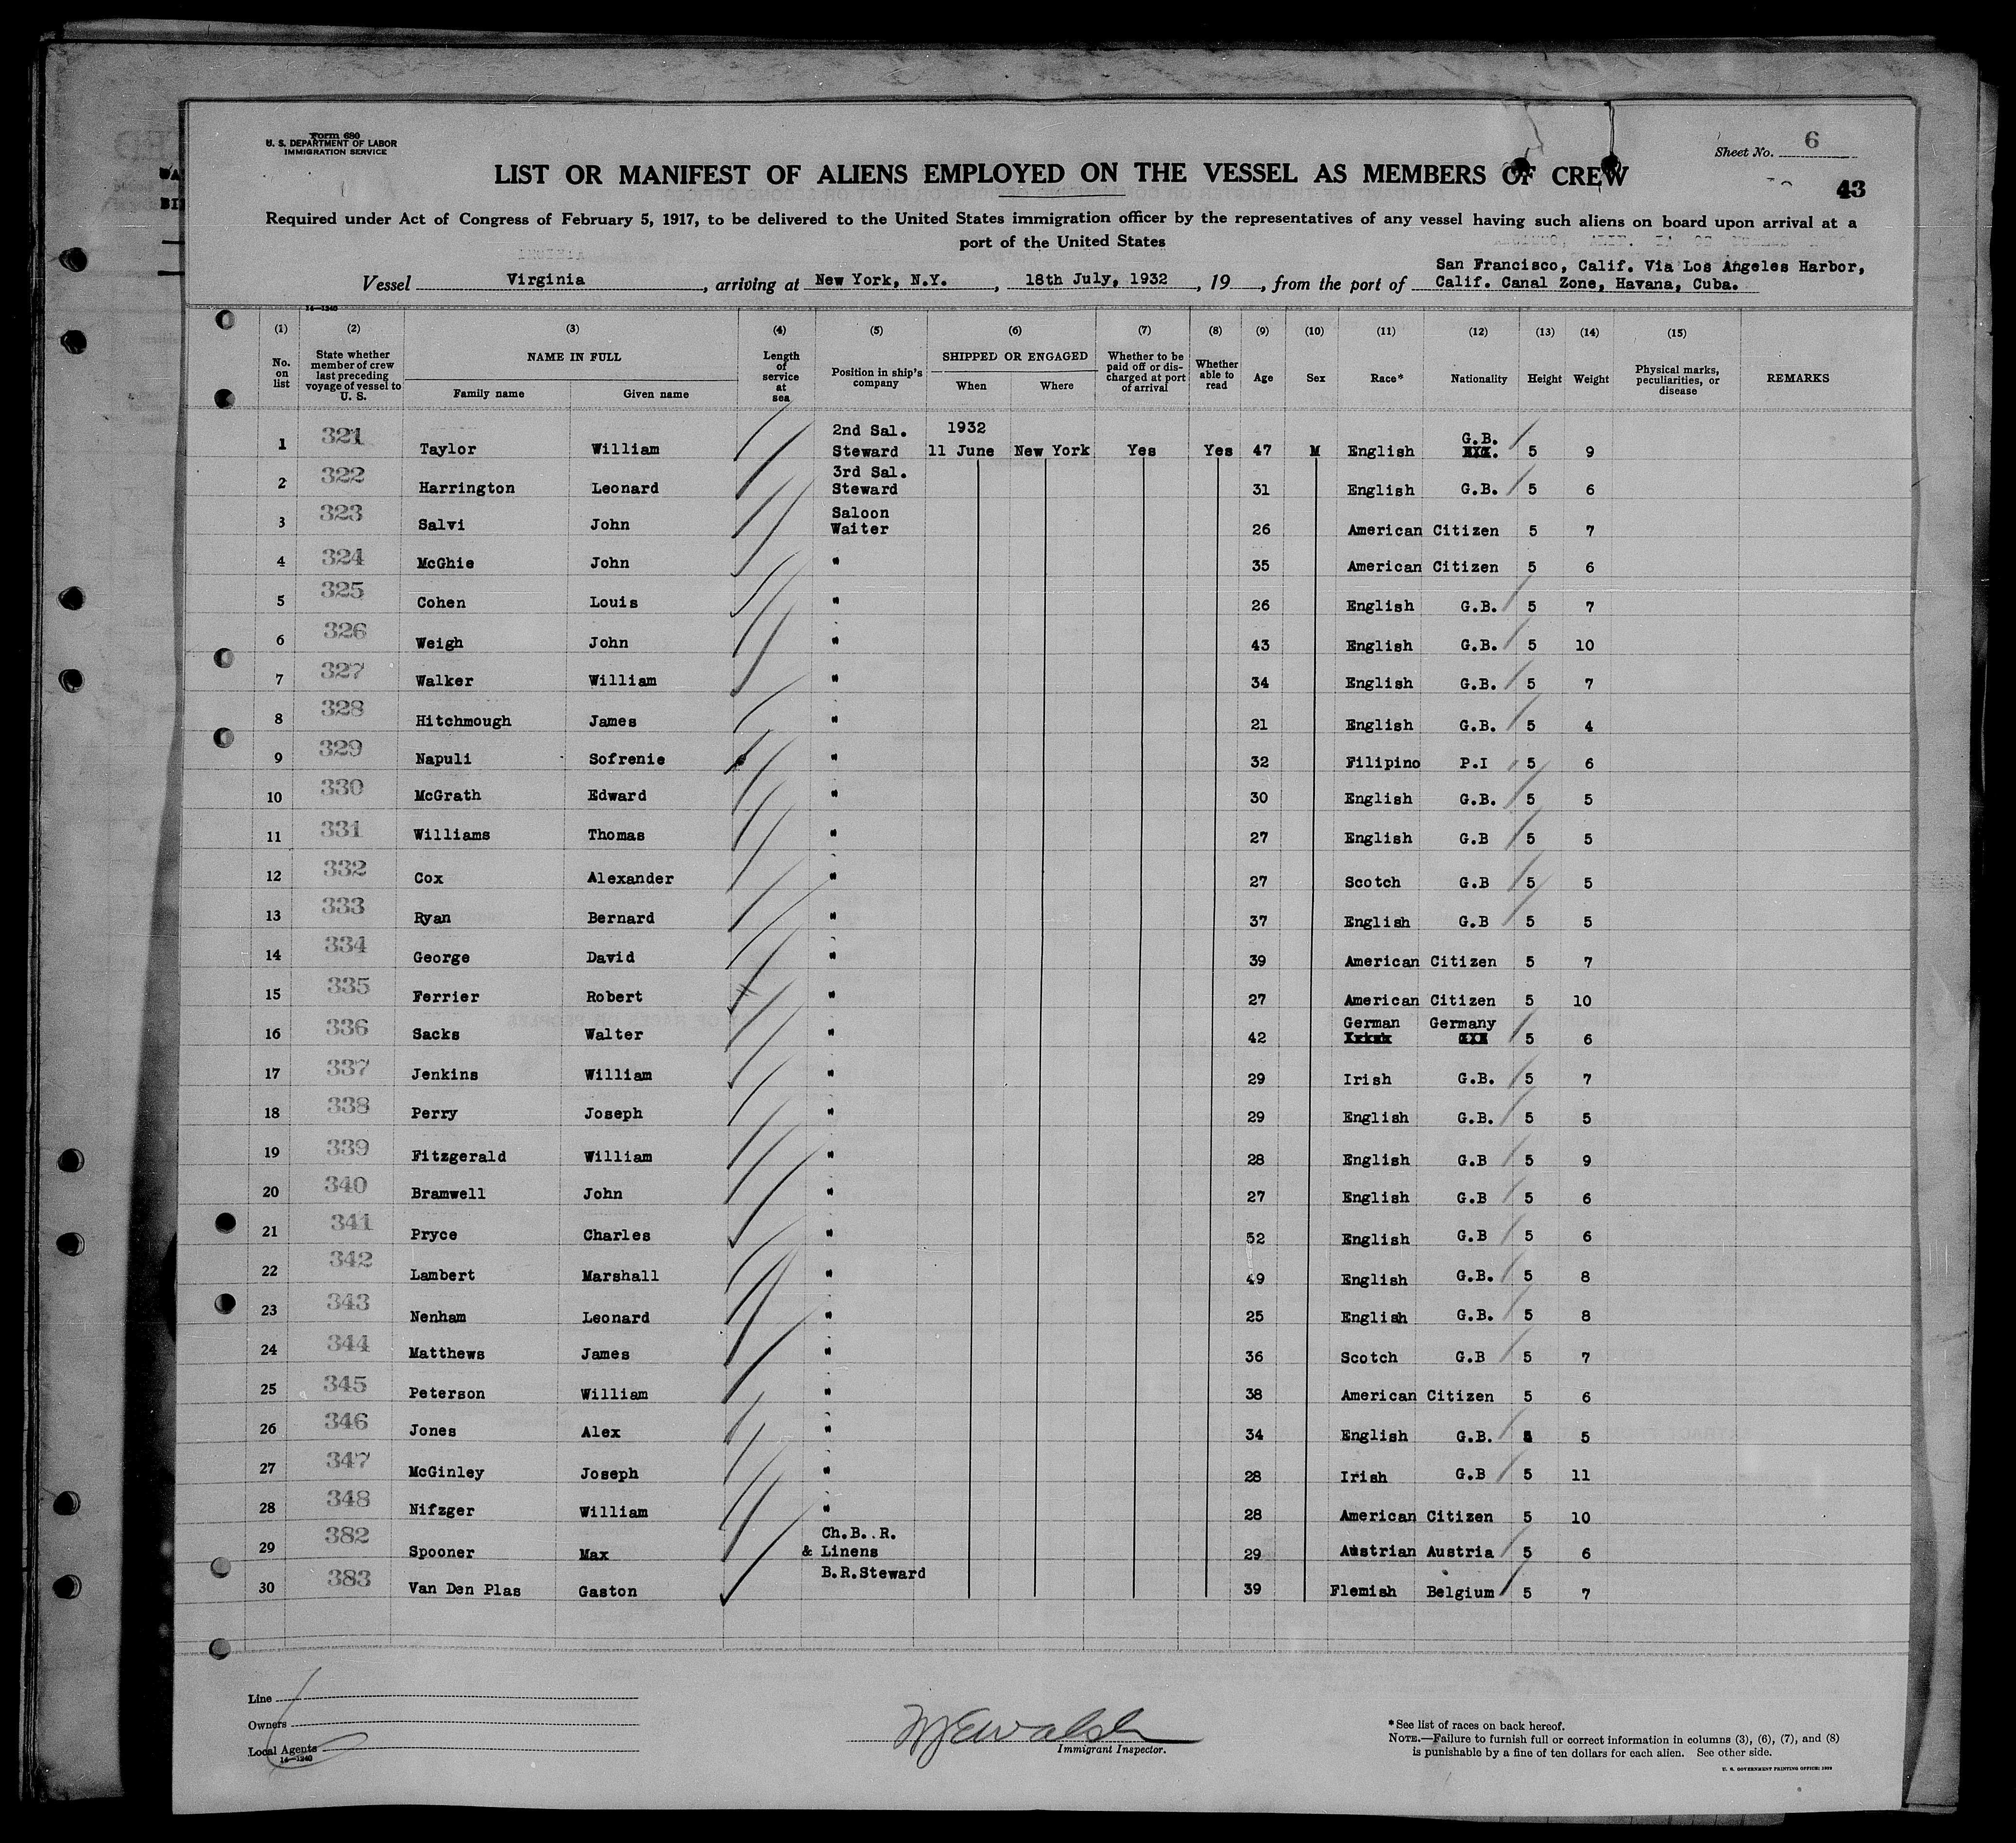 Form 680
U. S. DEPARTMENT OF LABOR
IMMIGRATION SERVICE
Sheet No. 6
LIST OR MANIFEST OF ALIENS EMPLOYED ON THE VESSEL AS MEMBERS OF CREW
43
Required under Act of Congress of February 5, 1917, to be delivered to the United States immigration officer by the representatives of any vessel having such aliens on board upon arrival at a
port of the United States
San Francisco, Calif. Via Los Angeles Harbor,
Vessel Virginia, arriving at New York, N.Y., 18th July, 1932, 19, from the port of Calif. Canal Zone, Havana, Cuba.
14—1240
(1) (2) (3) (4) (5) (6) (7) (8) (9) (10) (11) (12) (13) (14) (15)
No. on list State whether member of crew last preceding voyage of vessel to U. S. NAME IN FULL Length of service at sea Position in ship's company SHIPPED OR ENGAGED Whether to be paid off or discharged at port of arrival Whether able to read Age Sex Race* Nationality Height Weight Physical marks, peculiarities, or disease REMARKS
Family name Given name When Where
2nd Sal. 1932 G.B.
1 321 Taylor William Steward 11 June New York Yes Yes 47 M English 5 9
3rd Sal.
2 322 Harrington Leonard Steward 31 English G.B. 5 6
Saloon
3 323 Salvi John Waiter 26 American Citizen 5 7
4 324 McGhie John " 35 American Citizen 5 6
5 325 Cohen Louis " 26 English G.B. 5 7
6 326 Weigh John " 43 English G.B. 5 10
7 327 Walker William " 34 English G.B. 5 7
8 328 Hitchmough James " 21 English G.B. 5 4
9 329 Napuli Sofrenie " 32 Filipino P.I 5 6
10 330 McGrath Edward " 30 English G.B. 5 5
11 331 Williams Thomas " 27 English G.B 5 5
12 332 Cox Alexander " 27 Scotch G.B 5 5
13 333 Ryan Bernard " 37 English G.B 5 5
14 334 George David " 39 American Citizen 5 7
15 335 Ferrier Robert " 27 American Citizen 5 10
German Germany
16 336 Sacks Walter " 42 5 6
17 337 Jenkins William " 29 Irish G.B. 5 7
18 338 Perry Joseph " 29 English G.B. 5 5
19 339 Fitzgerald William " 28 English G.B 5 9
20 340 Bramwell John " 27 English G.B 5 6
21 341 Pryce Charles " 52 English G.B 5 6
22 342 Lambert Marshall " 49 English G.B. 5 8
23 343 Nenham Leonard " 25 English G.B. 5 8
24 344 Matthews James " 36 Scotch G.B 5 7
25 345 Peterson William " 38 American Citizen 5 6
26 346 Jones Alex " 34 English G.B. 5 5
27 347 McGinley Joseph " 28 Irish G.B 5 11
28 348 Nifzger William " 28 American Citizen 5 10
Ch.B..R.
29 382 Spooner Max & Linens 29 Austrian Austria 5 6
B.R.Steward
30 383 Van Den Plas Gaston 39 Flemish Belgium 5 7
Line
Owners
Local Agents
14—1240
Immigrant Inspector.
*See list of races on back hereof.
NOTE.—Failure to furnish full or correct information in columns (3), (6), (7), and (8)
is punishable by a fine of ten dollars for each alien. See other side.